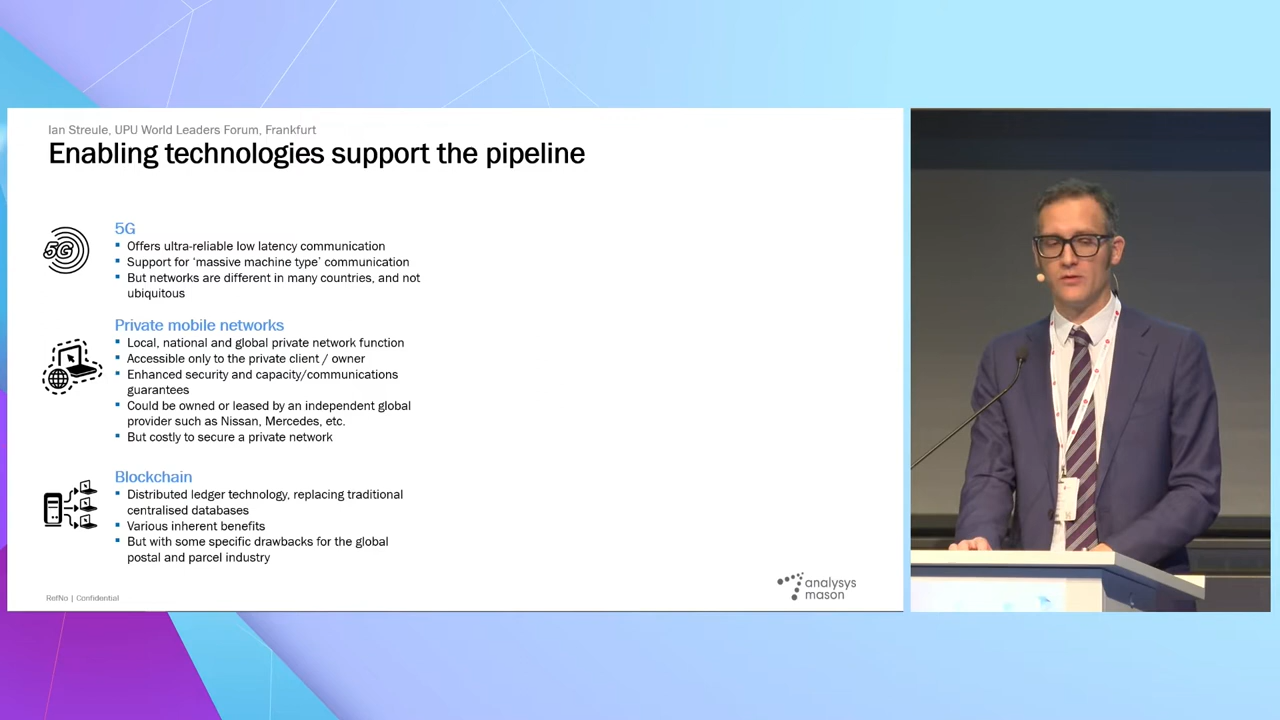 Ian Streule, UPU World Leaders Forum, Frankfurt
Enabling technologies support the pipeline
5G
5G
Offers ultra-reliable low latency communication
Support for ‘massive machine type’ communication
But networks are different in many countries, and not
ubiquitous
Private mobile networks
Local, national and global private network function
Accessible only to the private client / owner
Enhanced security and capacity/communications
guarantees
Could be owned or leased by an independent global
provider such as Nissan, Mercedes, etc.
But costly to secure a private network
Blockchain
Distributed ledger technology, replacing traditional
centralised databases
Various inherent benefits
But with some specific drawbacks for the global
postal and parcel industry
RefNo | Confidential
analysys
mason